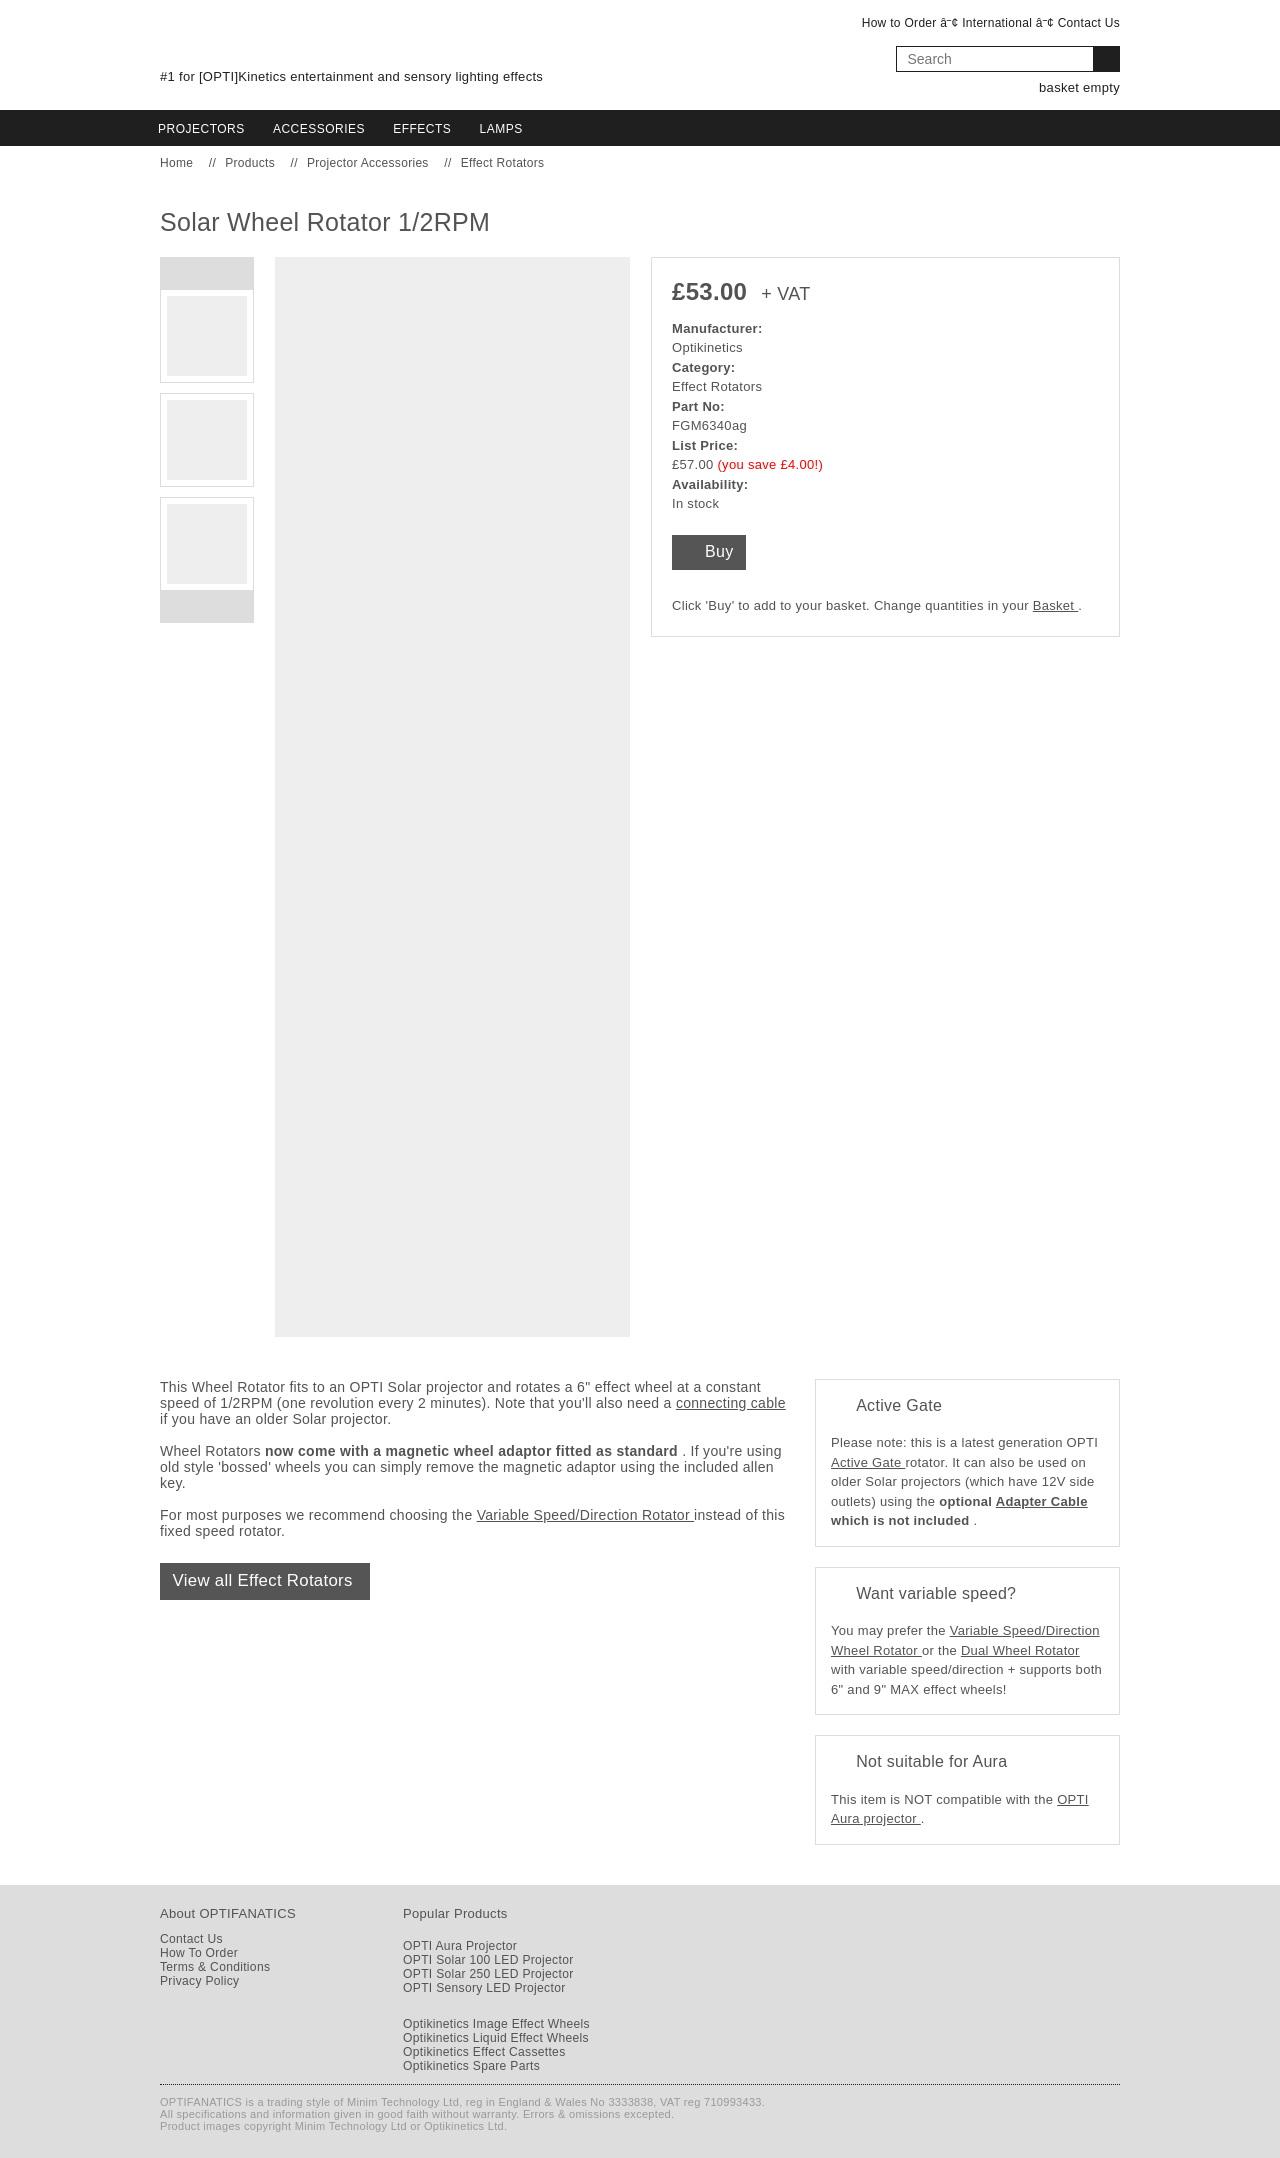 How to Order â¯¢ International â¯¢ Contact Us
Search
#1 for [OPTI]Kinetics entertainment and sensory lighting effects
basket empty
PROJECTORS ACCESSORIES EFFECTS LAMPS
Home // Products // Projector Accessories // Effect Rotators
Solar Wheel Rotator 1/2RPM
£53.00 + VAT
Manufacturer:
Optikinetics
Category:
Effect Rotators
Part No:
FGM6340ag
List Price:
£57.00 (you save £4.00!)
Availability:
In stock
Buy
Click 'Buy' to add to your basket. Change quantities in your Basket .
This Wheel Rotator fits to an OPTI Solar projector and rotates a 6" effect wheel at a constant
speed of 1/2RPM (one revolution every 2 minutes). Note that you'll also need a connecting cable
if you have an older Solar projector.
Wheel Rotators now come with a magnetic wheel adaptor fitted as standard . If you're using
old style 'bossed' wheels you can simply remove the magnetic adaptor using the included allen
key.
For most purposes we recommend choosing the Variable Speed/Direction Rotator instead of this
fixed speed rotator.
View all Effect Rotators
Active Gate
Please note: this is a latest generation OPTI
Active Gate rotator. It can also be used on
older Solar projectors (which have 12V side
outlets) using the optional Adapter Cable
which is not included .
Want variable speed?
You may prefer the Variable Speed/Direction
Wheel Rotator or the Dual Wheel Rotator
with variable speed/direction + supports both
6" and 9" MAX effect wheels!
Not suitable for Aura
This item is NOT compatible with the OPTI
Aura projector .
About OPTIFANATICS
Contact Us
How To Order
Terms & Conditions
Privacy Policy
Popular Products
OPTI Aura Projector
OPTI Solar 100 LED Projector
OPTI Solar 250 LED Projector
OPTI Sensory LED Projector
Optikinetics Image Effect Wheels
Optikinetics Liquid Effect Wheels
Optikinetics Effect Cassettes
Optikinetics Spare Parts
OPTIFANATICS is a trading style of Minim Technology Ltd, reg in England & Wales No 3333838, VAT reg 710993433.
All specifications and information given in good faith without warranty. Errors & omissions excepted.
Product images copyright Minim Technology Ltd or Optikinetics Ltd.